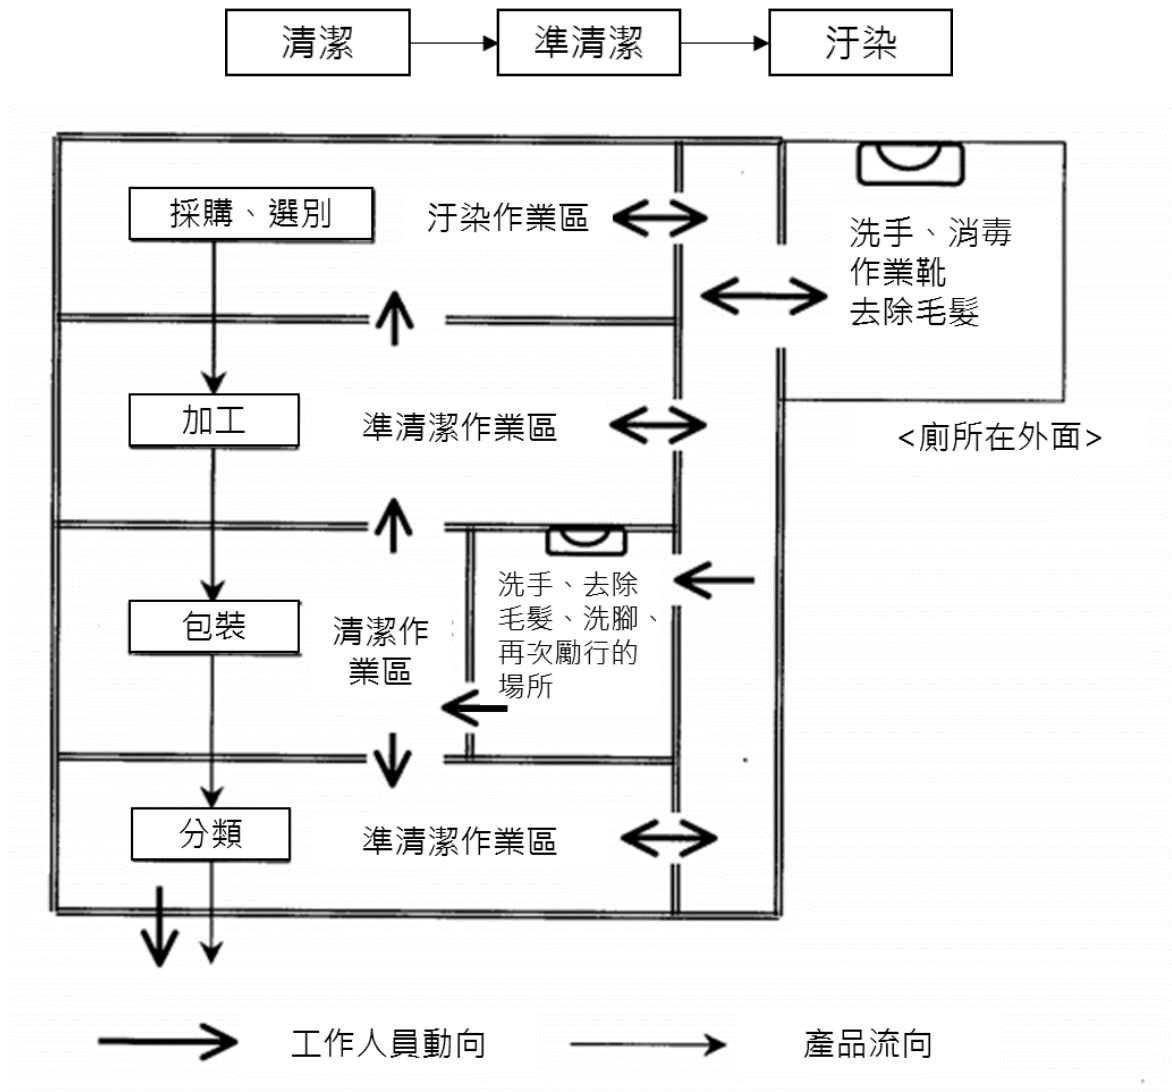 清潔
準清潔
汙染
採購、選別
汙染作業區
洗手、消毒
作業靴
去除毛髮
加工
準清潔作業區
<廁所在外面>
包裝
清潔作
業區
洗手、去除
毛髮、洗腳、
再次勵行的
場所
分類
準清潔作業區
工作人員動向
產品流向